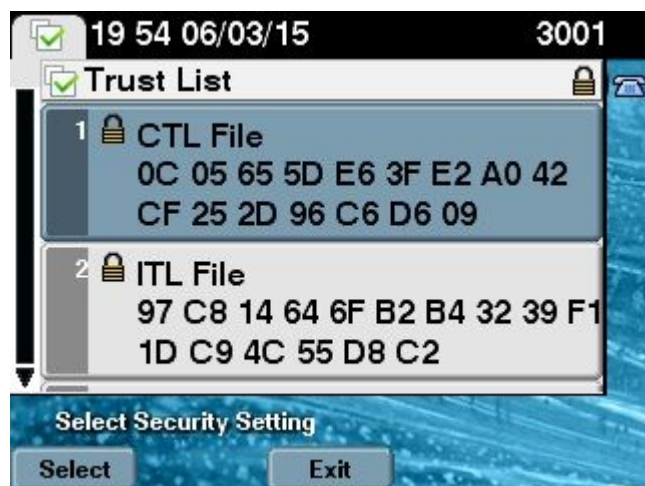 19 54 06/03/15 3001
Trust List
1 CTL File
0C 05 65 5D E6 3F E2 A0 42
CF 25 2D 96 C6 D6 09
2 ITL File
97 C8 14 64 6F B2 B4 32 39 F1
1D C9 4C 55 D8 C2
Select Security Setting
Select Exit